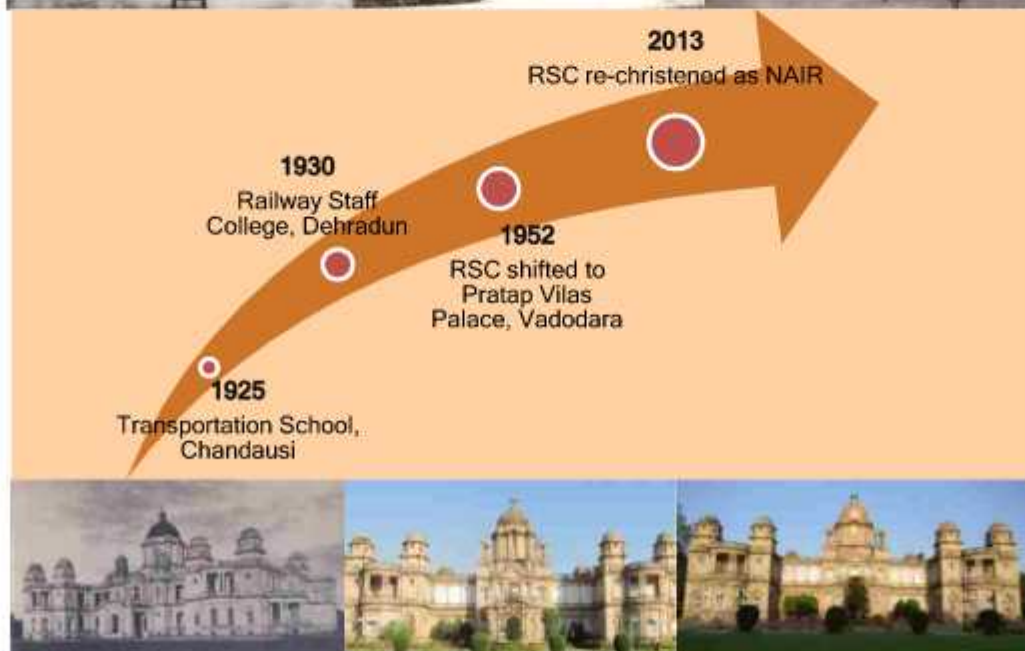 2013
RSC re-christened as NAIR
1930
Railway Staff
College, Dehradun
1952
RSC shifted to
Pratap Vilas
Palace, Vadodara
1925
Transportation School,
Chandausi